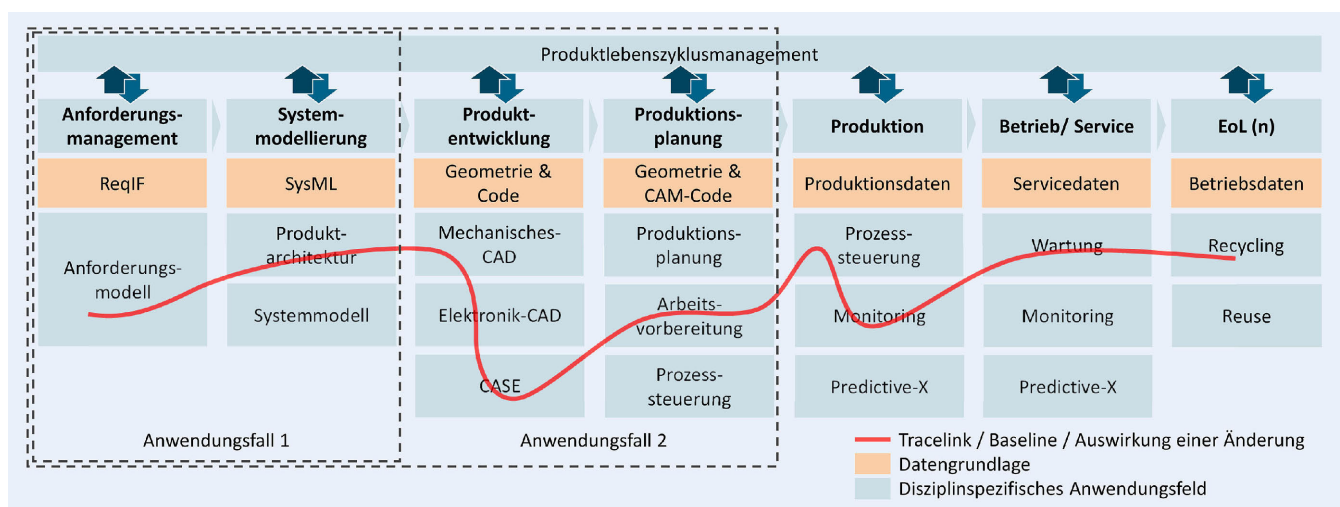 Produktlebenszyklusmanagement
Anforderungs-
management
System-
modellierung
Produkt-
entwicklung
Produktions-
planung
Produktion
Betrieb/ Service
EoL (n)
ReqIF
SysML
Geometrie &
Code
Geometrie &
CAM-Code
Produktionsdaten
Servicedaten
Betriebsdaten
Anforderungs-
modell
Produkt-
architektur
Systemmodell
Mechanisches-
CAD
Elektronik-CAD
CASE
Produktions-
planung
Arbeits-
vorbereitung
Prozess-
steuerung
Prozess-
steuerung
Monitoring
Predictive-X
Wartung
Monitoring
Predictive-X
Recycling
Reuse
Anwendungsfall 1
Anwendungsfall 2
Tracelink / Baseline / Auswirkung einer Änderung
Datengrundlage
Disziplinspezifisches Anwendungsfeld